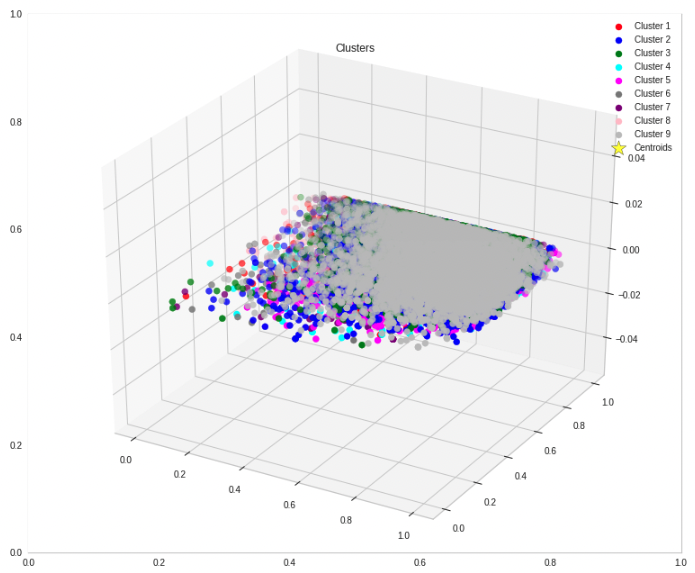 Clusters
Cluster 1
Cluster 2
Cluster 3
Cluster 4
Cluster 5
Cluster 6
Cluster 7
Cluster 8
Cluster 9
Centroids
1.0
0.8
0.6
0.4
0.2
0.0
0.0
0.2
0.4
0.6
0.8
1.0
0.04
0.02
0.00
−0.02
−0.04
0.0
0.2
0.4
0.6
0.8
1.0
0.0
0.2
0.4
0.6
0.8
1.0